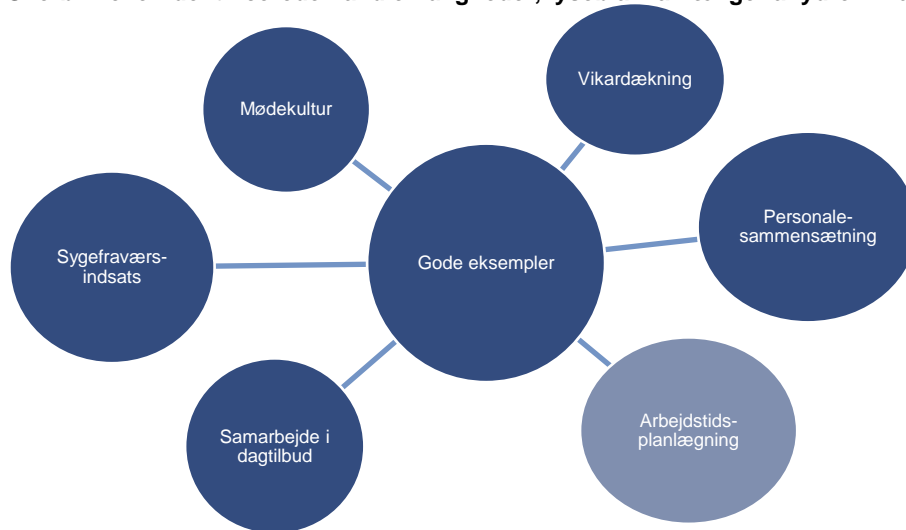 Mødekultur
Vikardækning
Personale-
sammensætning
Sygefraværs-
indsats
Gode eksempler
Samarbejde i
dagtilbud
Arbejdstids-
planlægning